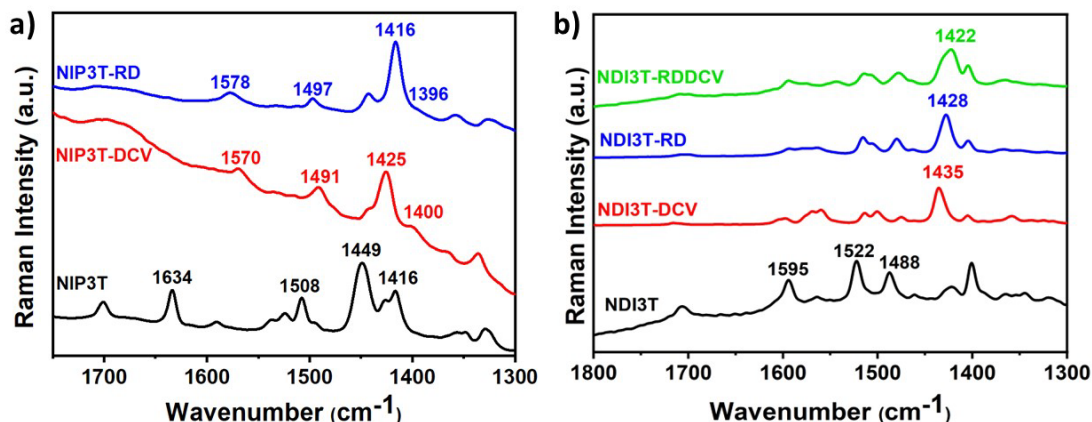 a)
Raman Intensity (a.u.)
NIP3T-RD
1578
1497
1416
1396
NIP3T-DCV
1570
1491
1425
1400
NIP3T
1634
1508
1449
1416
1700 1600 1500 1400 1300
Wavenumber (cm-1)
b)
Raman Intensity (a.u.)
NDI3T-RDDCV
1422
NDI3T-RD
1428
NDI3T-DCV
1435
NDI3T
1595
1522
1488
1800 1700 1600 1500 1400 1300
Wavenumber (cm-1)